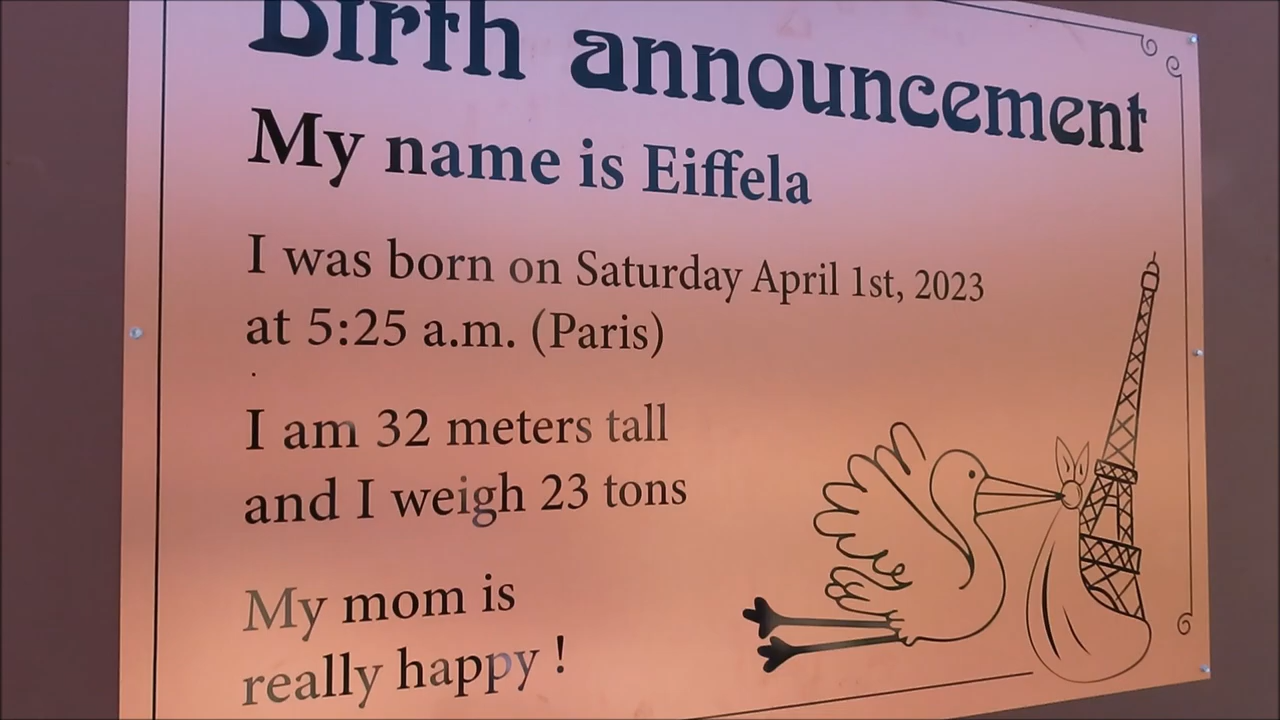 Birth announcement
My name is Eiffela
I was born on Saturday April 1st, 2023
at 5:25 a.m. (Paris)
.
I am 32 meters tall
and I weigh 23 tons
My mom is
really happy !